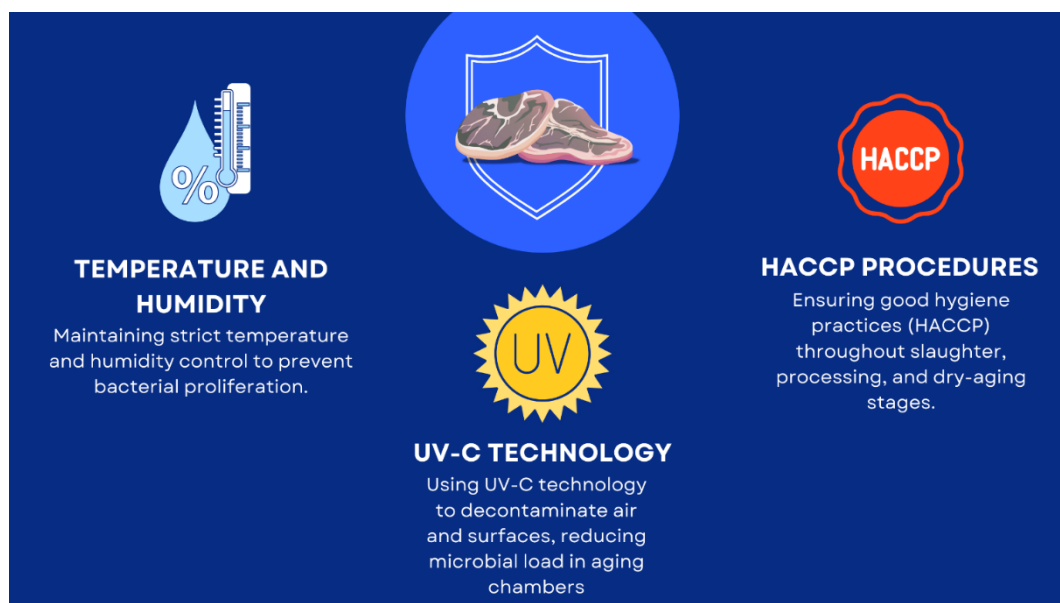 %
TEMPERATURE AND
HUMIDITY
Maintaining strict temperature
and humidity control to prevent
bacterial proliferation.
UV
UV-C TECHNOLOGY
Using UV-C technology
to decontaminate air
and surfaces, reducing
microbial load in aging
chambers
HACCP
HACCP PROCEDURES
Ensuring good hygiene
practices (HACCP)
throughout slaughter,
processing, and dry-aging
stages.